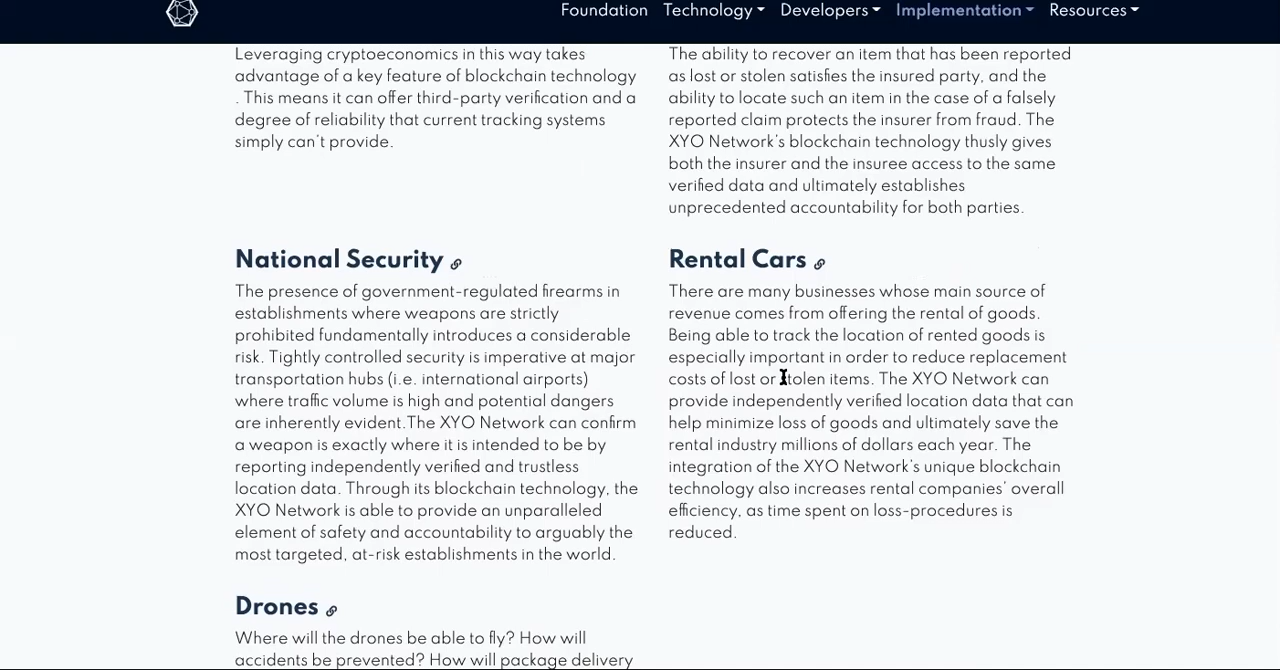 Foundation Technology Developers Implementation Resources
Leveraging cryptoeconomics in this way takes
advantage of a key feature of blockchain technology
. This means it can offer third-party verification and a
degree of reliability that current tracking systems
simply can't provide.
The ability to recover an item that has been reported
as lost or stolen satisfies the insured party, and the
ability to locate such an item in the case of a falsely
reported claim protects the insurer from fraud. The
XYO Network's blockchain technology thusly gives
both the insurer and the insuree access to the same
verified data and ultimately establishes
unprecedented accountability for both parties.
National Security
The presence of government-regulated firearms in
establishments where weapons are strictly
prohibited fundamentally introduces a considerable
risk. Tightly controlled security is imperative at major
transportation hubs (i.e. international airports)
where traffic volume is high and potential dangers
are inherently evident.The XYO Network can confirm
a weapon is exactly where it is intended to be by
reporting independently verified and trustless
location data. Through its blockchain technology, the
XYO Network is able to provide an unparalleled
element of safety and accountability to arguably the
most targeted, at-risk establishments in the world.
Rental Cars
There are many businesses whose main source of
revenue comes from offering the rental of goods.
Being able to track the location of rented goods is
especially important in order to reduce replacement
costs of lost or stolen items. The XYO Network can
provide independently verified location data that can
help minimize loss of goods and ultimately save the
rental industry millions of dollars each year. The
integration of the XYO Network's unique blockchain
technology also increases rental companies' overall
efficiency, as time spent on loss-procedures is
reduced.
Drones
Where will the drones be able to fly? How will
accidents be prevented? How will package delivery